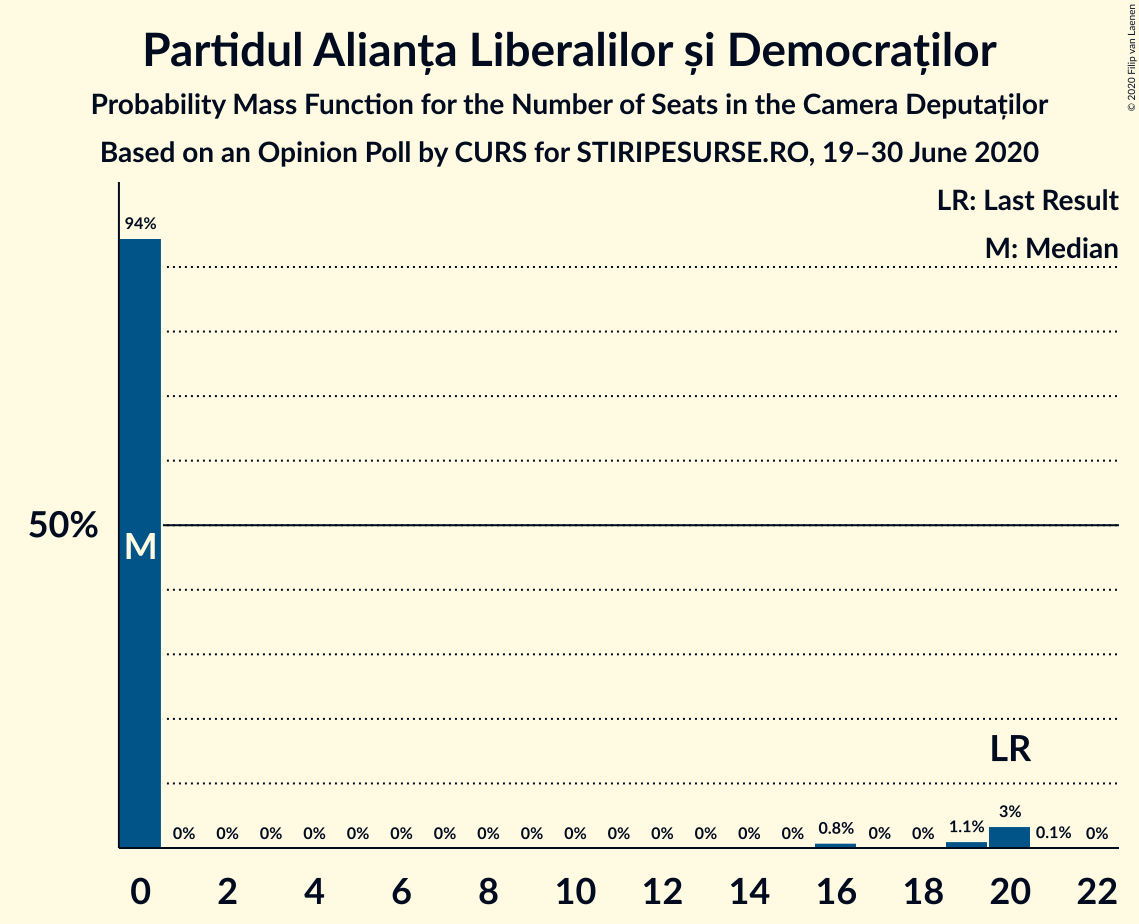 Partidul Alianța Liberalilor și Democraților
Probability Mass Function for the Number of Seats in the Camera Deputaților
Based on an Opinion Poll by CURS for STIRIPESURSE.RO, 19–30 June 2020
© 2020 Filip van Laenen
LR: Last Result
M: Median
94%
50%
M
LR
0% 0% 0% 0% 0% 0% 0% 0% 0% 0% 0% 0% 0% 0% 0% 0.8% 0% 0% 1.1% 3% 0.1% 0%
0 2 4 6 8 10 12 14 16 18 20 22